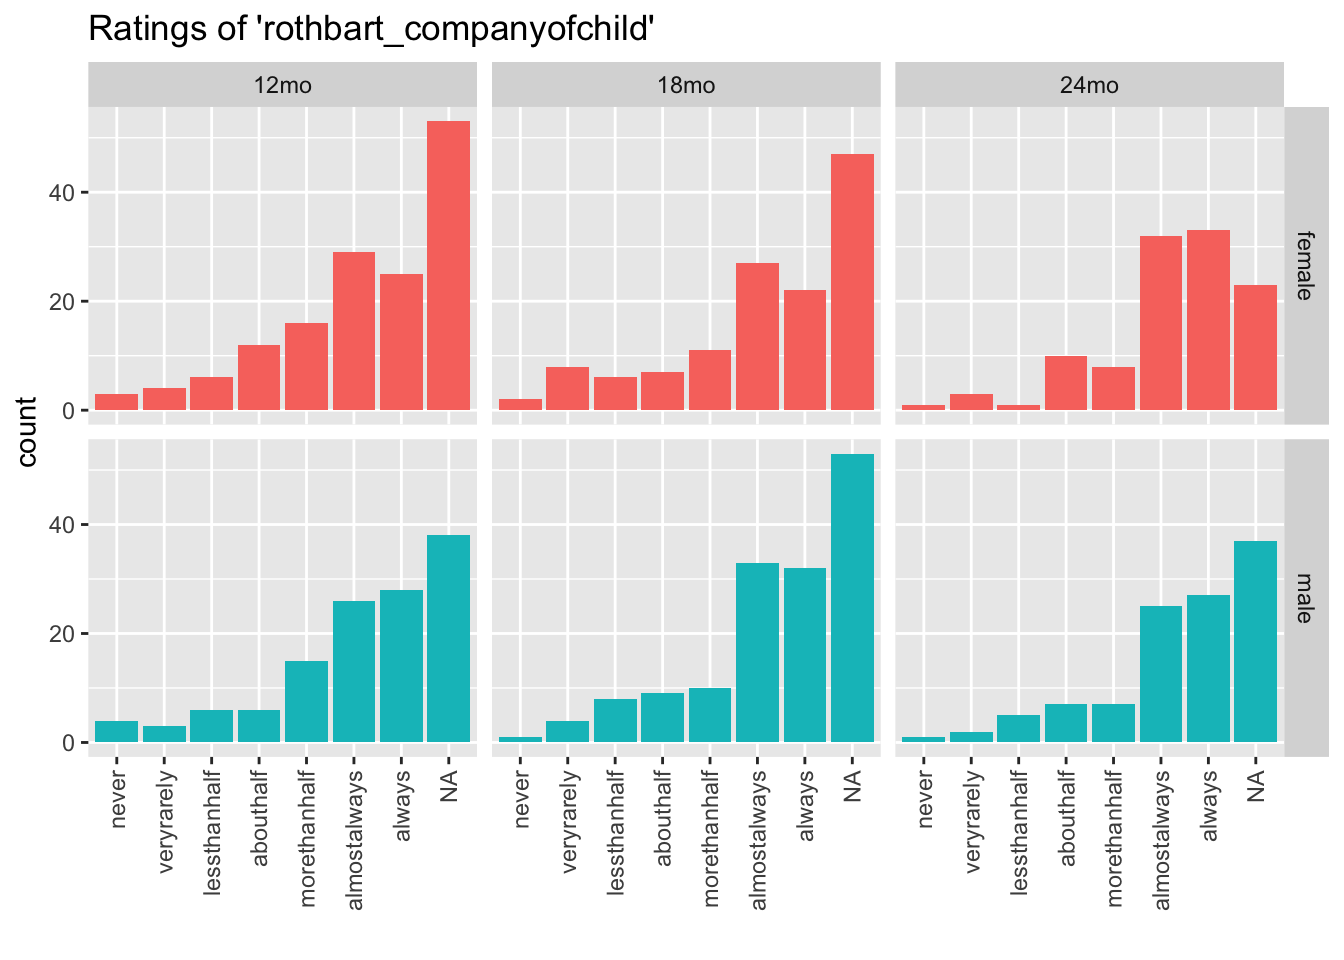 Ratings of 'rothbart_companyofchild'
12mo 18mo 24mo
count
40
20
0
female
40
20
0
male
never veryrarely lessthanhalf abouthalf morethanhalf almostalways always NA never veryrarely lessthanhalf abouthalf morethanhalf almostalways always NA never veryrarely lessthanhalf abouthalf morethanhalf almostalways always NA